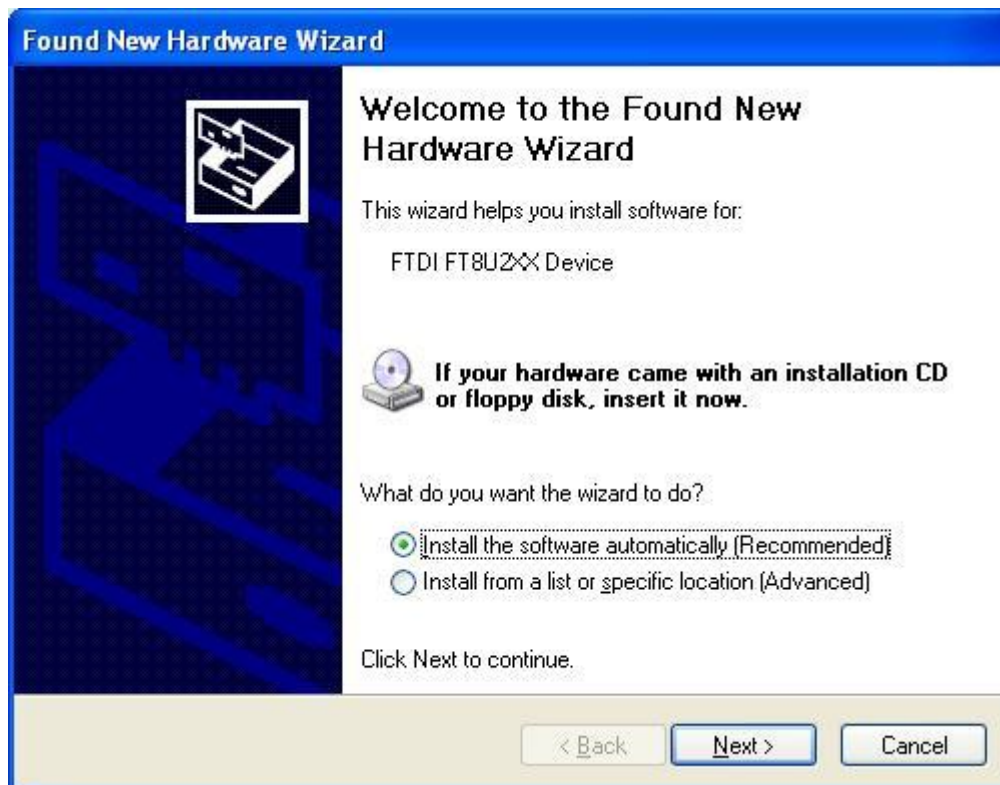 Found New Hardware Wizard
Welcome to the Found New
Hardware Wizard
This wizard helps you install software for:
FTDI FT8U2XX Device
If your hardware came with an installation CD
or floppy disk, insert it now.
What do you want the wizard to do?
Install the software automatically (Recommended)
Install from a list or specific location (Advanced)
Click Next to continue.
< Back
Next >
Cancel